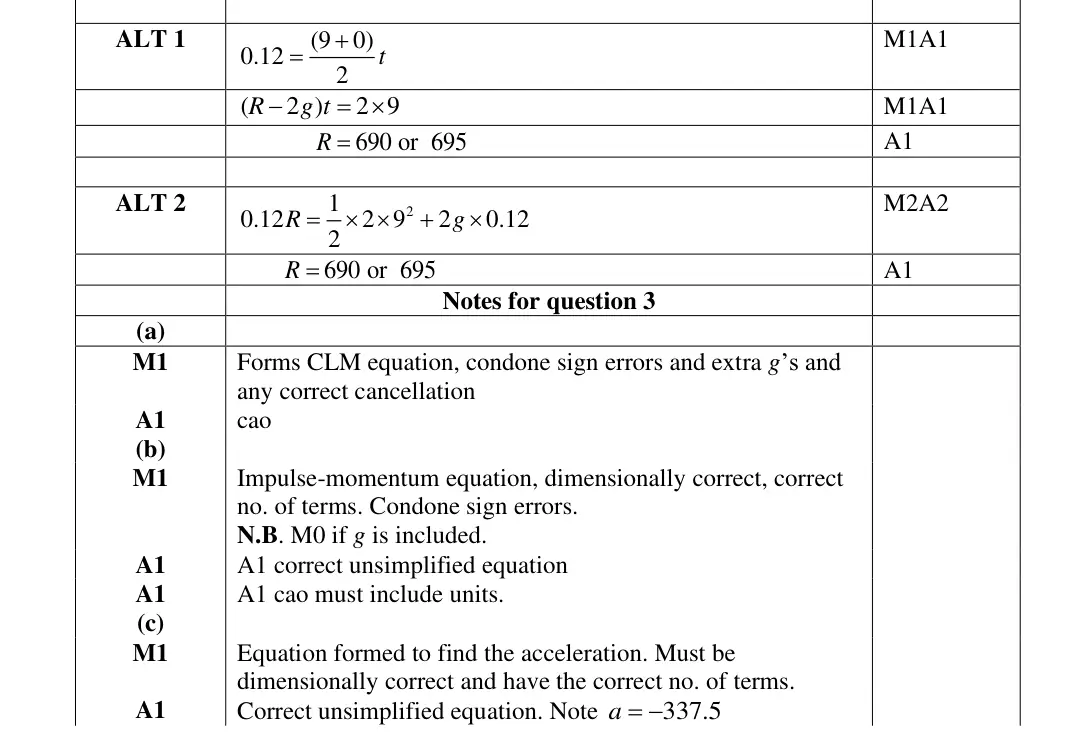 ALT 1 0.12 = (9+0)/2 t M1A1
(R − 2g)t = 2×9 M1A1
R = 690 or 695 A1
ALT 2 0.12R = 1/2 × 2 × 9² + 2g × 0.12 M2A2
R = 690 or 695 A1
Notes for question 3
(a)
M1 Forms CLM equation, condone sign errors and extra g’s and
any correct cancellation
A1 cao
(b)
M1 Impulse-momentum equation, dimensionally correct, correct
no. of terms. Condone sign errors.
N.B. M0 if g is included.
A1 A1 correct unsimplified equation
A1 A1 cao must include units.
(c)
M1 Equation formed to find the acceleration. Must be
dimensionally correct and have the correct no. of terms.
A1 Correct unsimplified equation. Note a = −337.5